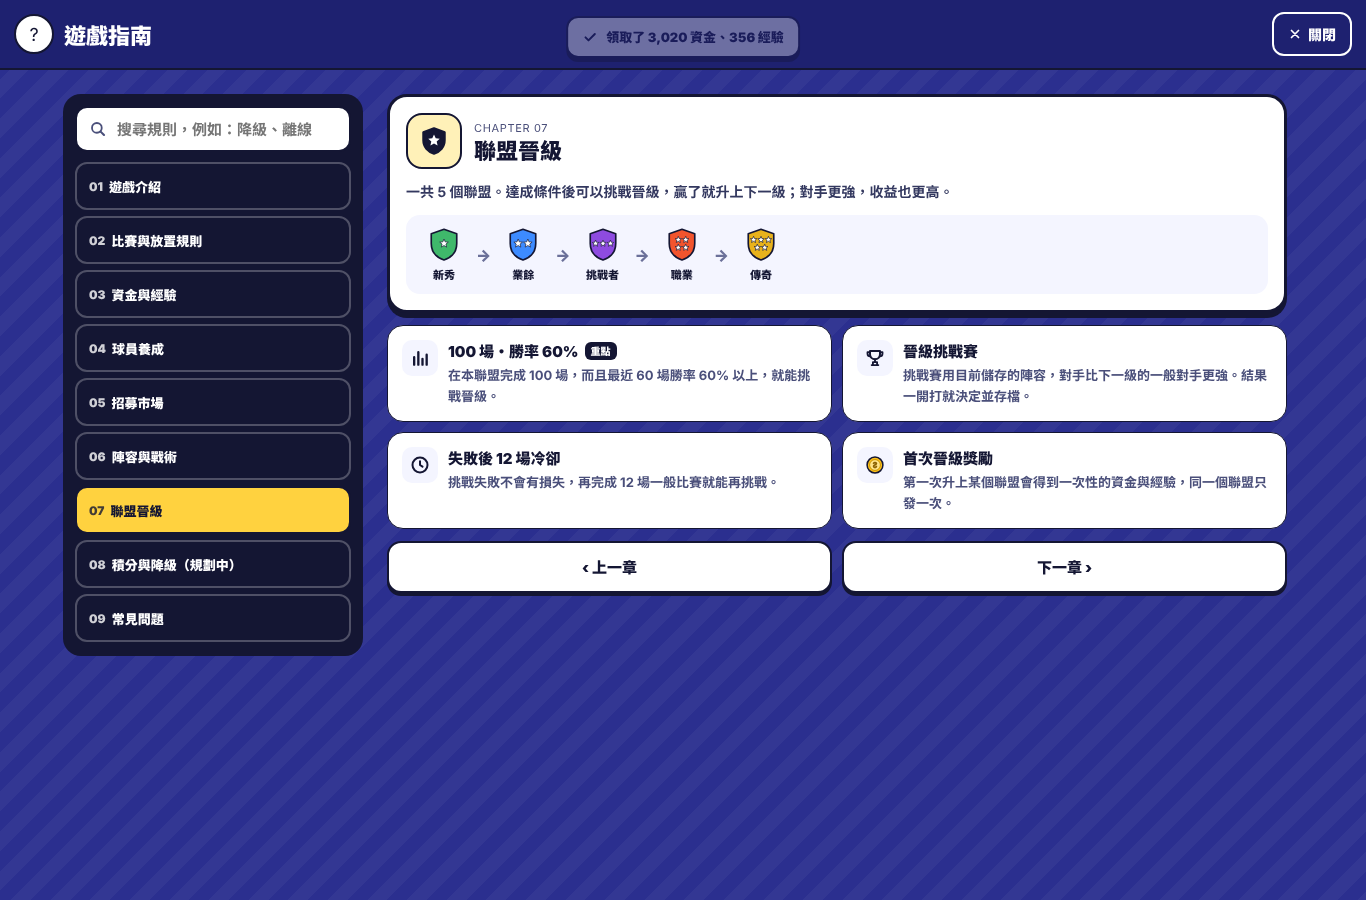 ?
遊戲指南
✓ 領取了 3,020 資金、356 經驗
× 關閉
搜尋規則，例如：降級、離線
01 遊戲介紹
02 比賽與放置規則
03 資金與經驗
04 球員養成
05 招募市場
06 陣容與戰術
07 聯盟晉級
08 積分與降級（規劃中）
09 常見問題
CHAPTER 07
聯盟晉級
一共 5 個聯盟。達成條件後可以挑戰晉級，贏了就升上下一級；對手更強，收益也更高。
新秀 → 業餘 → 挑戰者 → 職業 → 傳奇
100 場・勝率 60% 重點
在本聯盟完成 100 場，而且最近 60 場勝率 60% 以上，就能挑
戰晉級。
晉級挑戰賽
挑戰賽用目前儲存的陣容，對手比下一級的一般對手更強。結果
一開打就決定並存檔。
失敗後 12 場冷卻
挑戰失敗不會有損失，再完成 12 場一般比賽就能再挑戰。
首次晉級獎勵
第一次升上某個聯盟會得到一次性的資金與經驗，同一個聯盟只
發一次。
‹ 上一章
下一章 ›